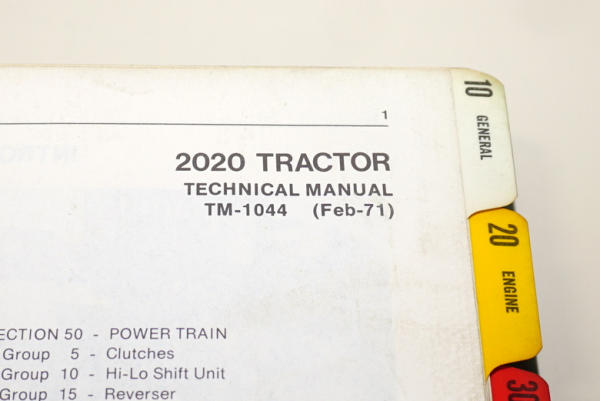 1
2020 TRACTOR
TECHNICAL MANUAL
TM-1044 (Feb-71)
ECTION 50 - POWER TRAIN
Group 5 - Clutches
Group 10 - Hi-Lo Shift Unit
Group 15 - Reverser
10
GENERAL
20
ENGINE
30